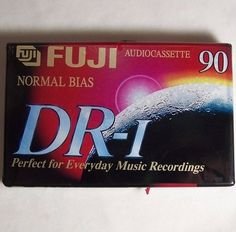 FUJI FUJI AUDIOCASSETTE 90
NORMAL BIAS
DR-I
Perfect for Everyday Music Recordings